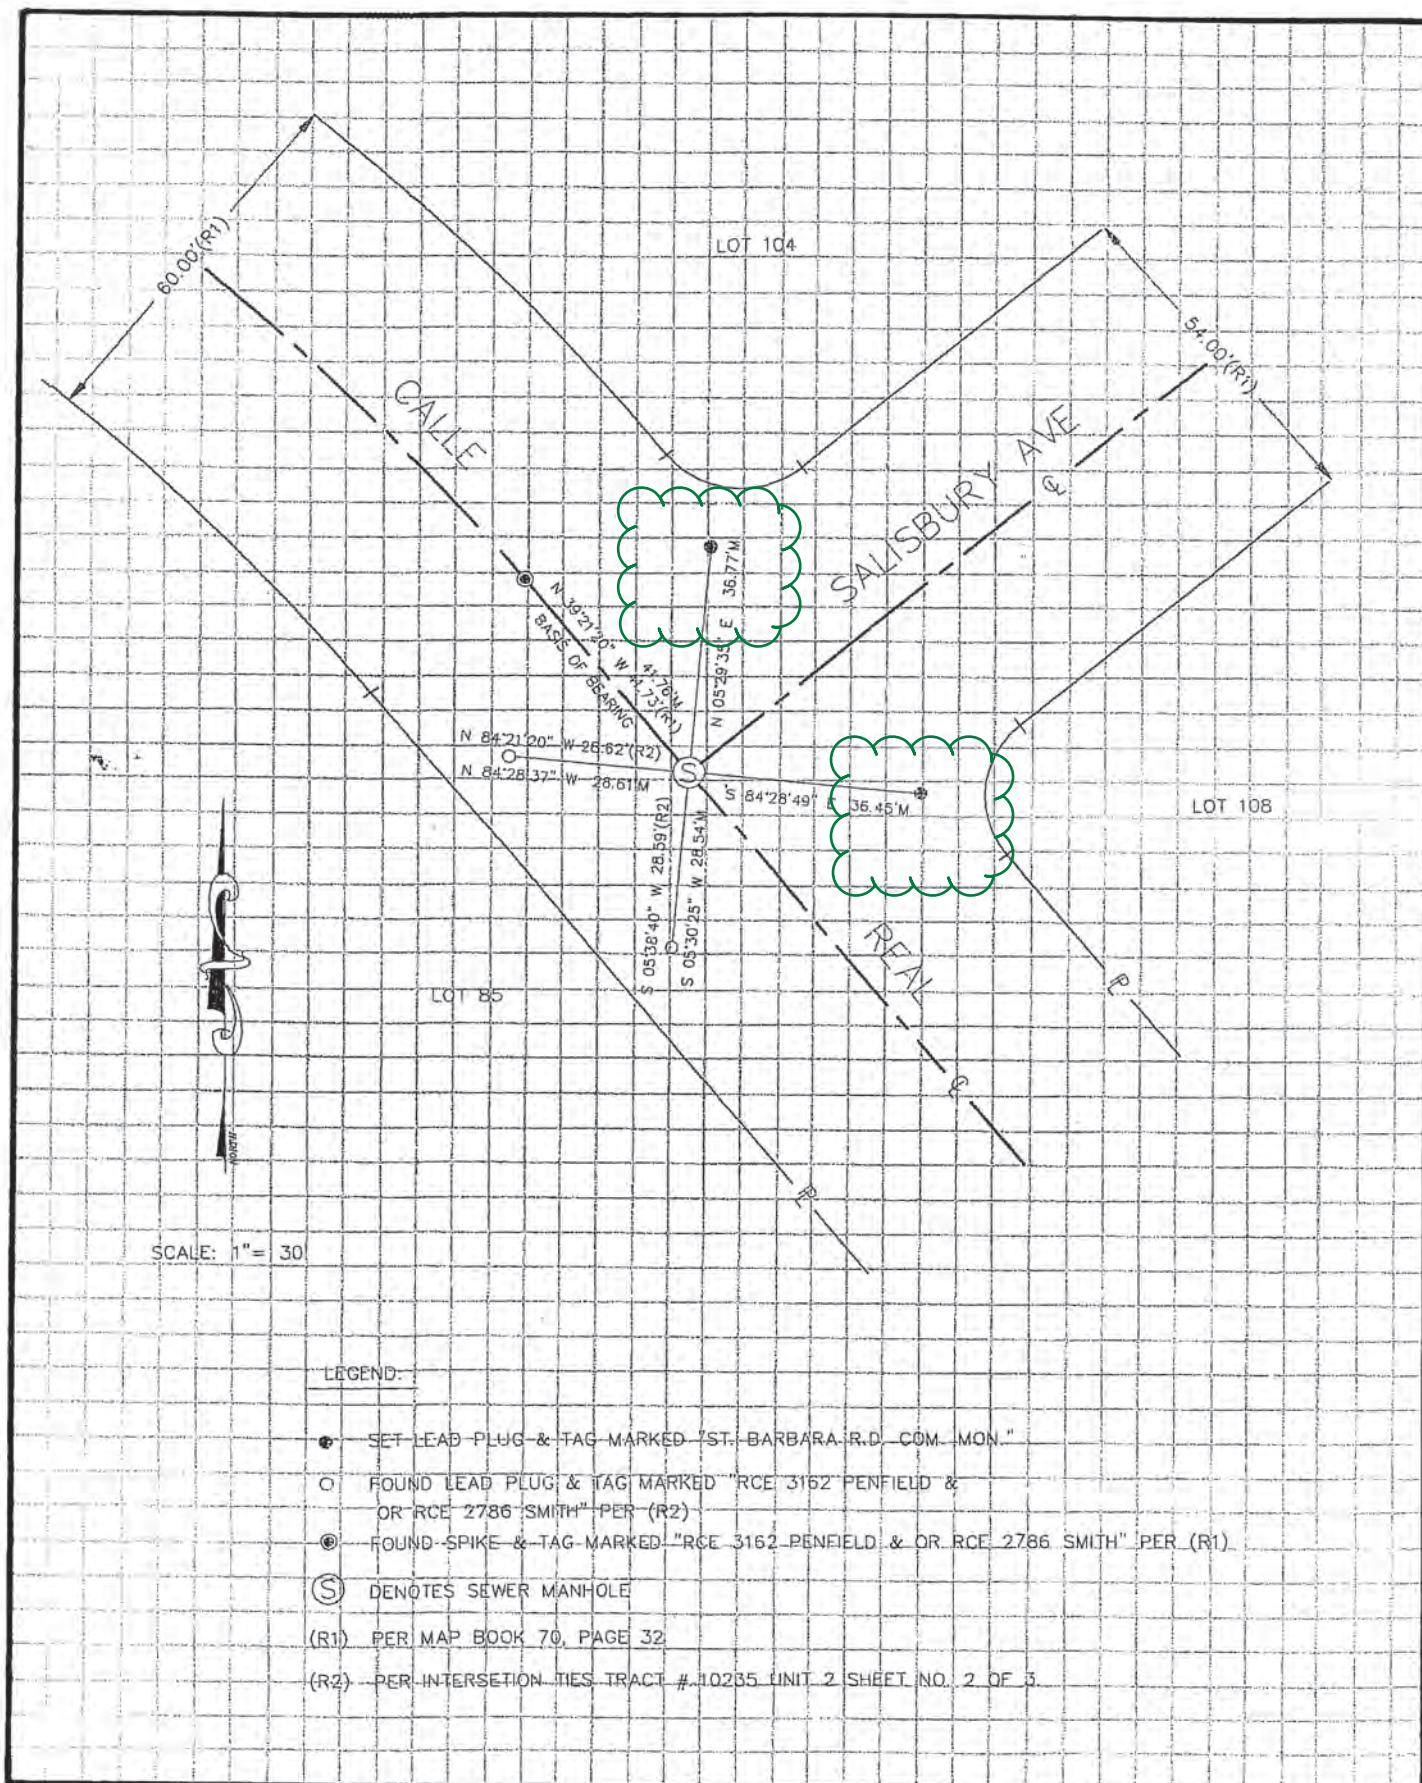 LOT 104
60.00'(R1)
54.00'(R1)
CALLE
SALISBURY AVE
℄
N 39°21'20" W 41.76'M
41.73'(R1)
BASIS OF BEARING
N 05°29'35" E 36.77'M
N 84°21'20" W 28.62'(R2)
N 84°28'37" W 28.61'M
S
S 84°28'49" E 36.45'M
LOT 108
S 05°38'40" W 28.59'(R2)
S 05°30'25" W 28.54'M
REAL
LOT 85
PL
℄
NORTH
PL
SCALE: 1"= 30'
LEGEND:
SET LEAD PLUG & TAG MARKED "ST. BARBARA R.D. COM. MON."
FOUND LEAD PLUG & TAG MARKED "RCE 3162 PENFIELD &
OR RCE 2786 SMITH" PER (R2)
FOUND SPIKE & TAG MARKED "RCE 3162 PENFIELD & OR RCE 2786 SMITH" PER (R1)
S DENOTES SEWER MANHOLE
(R1) PER MAP BOOK 70, PAGE 32
(R2) PER INTERSETION TIES TRACT # 10235 UNIT 2 SHEET NO. 2 OF 3.